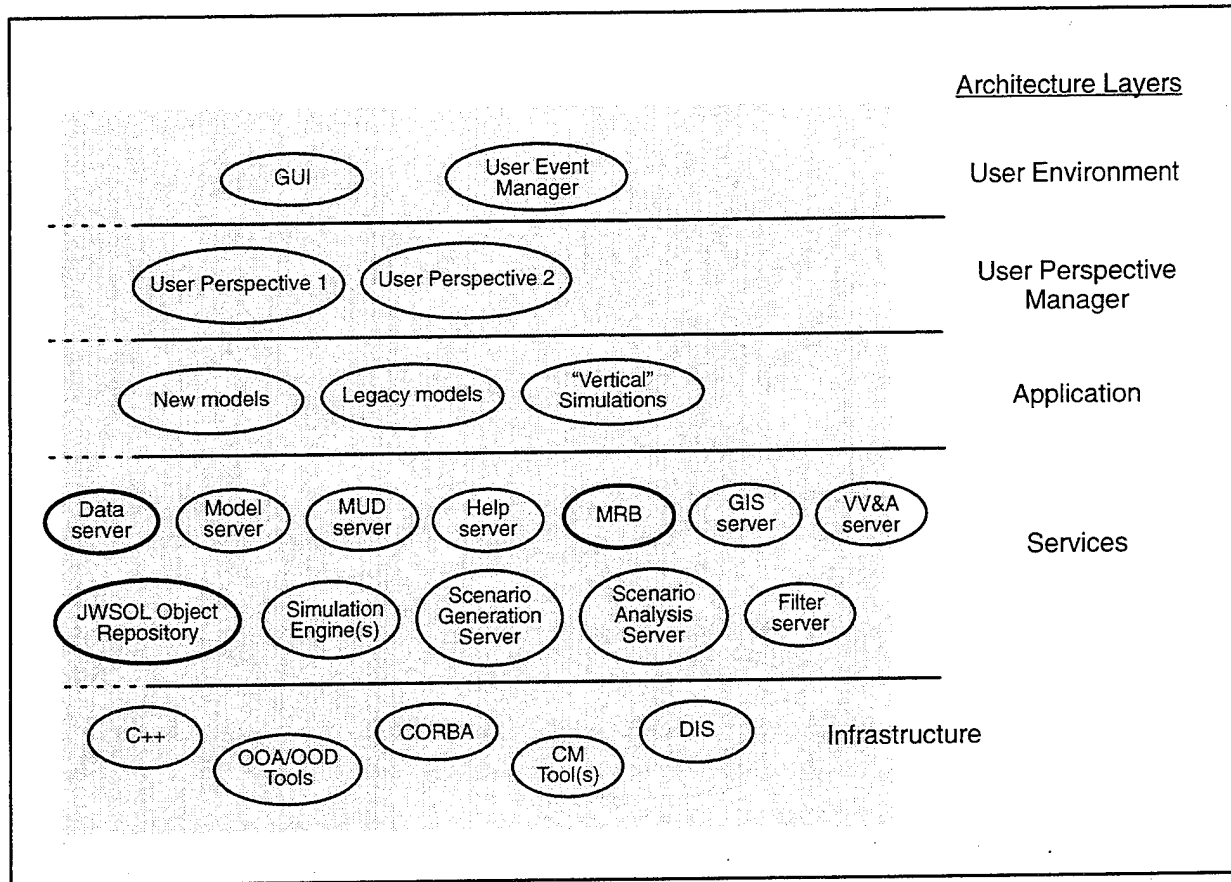 Architecture Layers
GUI
User Event
Manager
User Environment
User Perspective 1
User Perspective 2
User Perspective
Manager
New models
Legacy models
"Vertical"
Simulations
Application
Data
server
Model
server
MUD
server
Help
server
MRB
GIS
server
VV&A
server
Services
JWSOL Object
Repository
Simulation
Engine(s)
Scenario
Generation
Server
Scenario
Analysis
Server
Filter
server
C++
OOA/OOD
Tools
CORBA
CM
Tool(s)
DIS
Infrastructure